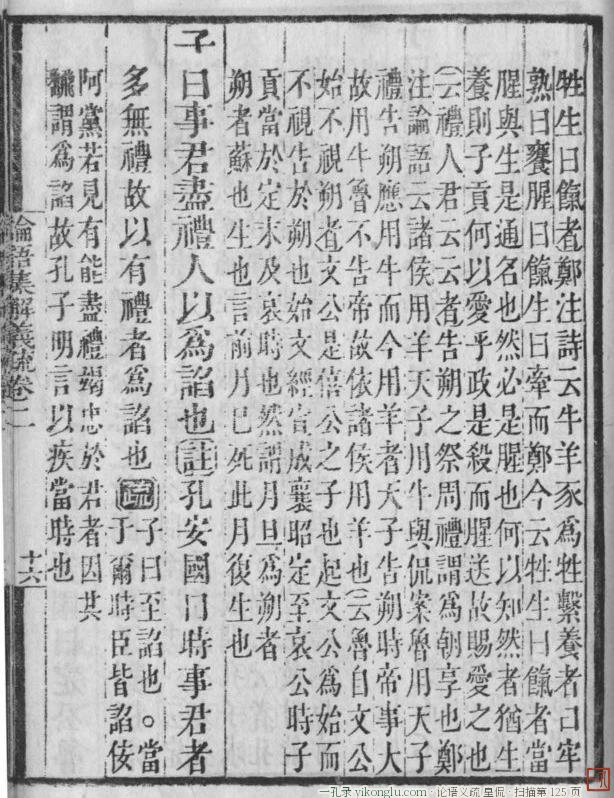 牲生曰餼者鄭注詩云牛羊豕為牲繫養者曰牢
熟曰饔腥曰餼生曰牽而鄭今云牲生曰餼者當
腥與生是通名也然必是腥也何以知然者猶生
養則子貢何以愛乎政是殺而腥送故賜愛之也
云禮人君云云者告朔之祭周禮謂為朝享也鄭
注論語云諸侯用羊天子用牛與侃案魯用天子
禮告朔應用牛而今用羊者天子告朔時帝事大
故用牛魯不告帝故依諸侯用羊也云魯自文公
始不視朔者文公是僖公之子也起文公為始而
不視告於朔也始文經宣成襄昭定至哀公時子
貢當於定末及哀時也然謂月旦為朔者
朔者蘇也生也言前月已死此月復生也
子曰事君盡禮人以為諂也註孔安國曰時事君者
多無禮故以有禮者為諂也疏子曰至諂也。當
于爾時臣皆諂佞
阿黨若見有能盡禮竭忠於君者因共
翻謂為諂故孔子明言以疾當時也
論語集解義疏卷二
十六
一孔录 yikonglu.com · 论语义疏 皇侃 · 扫描第 125 页